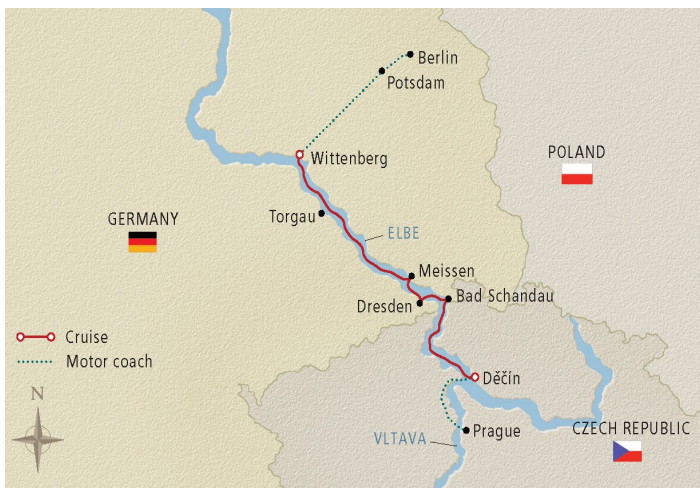 Berlin
Potsdam
Wittenberg
POLAND
GERMANY
Torgau
ELBE
Meissen
Bad Schandau
Dresden
Cruise
Motor coach
Děčín
N
VLTAVA
Prague
CZECH REPUBLIC